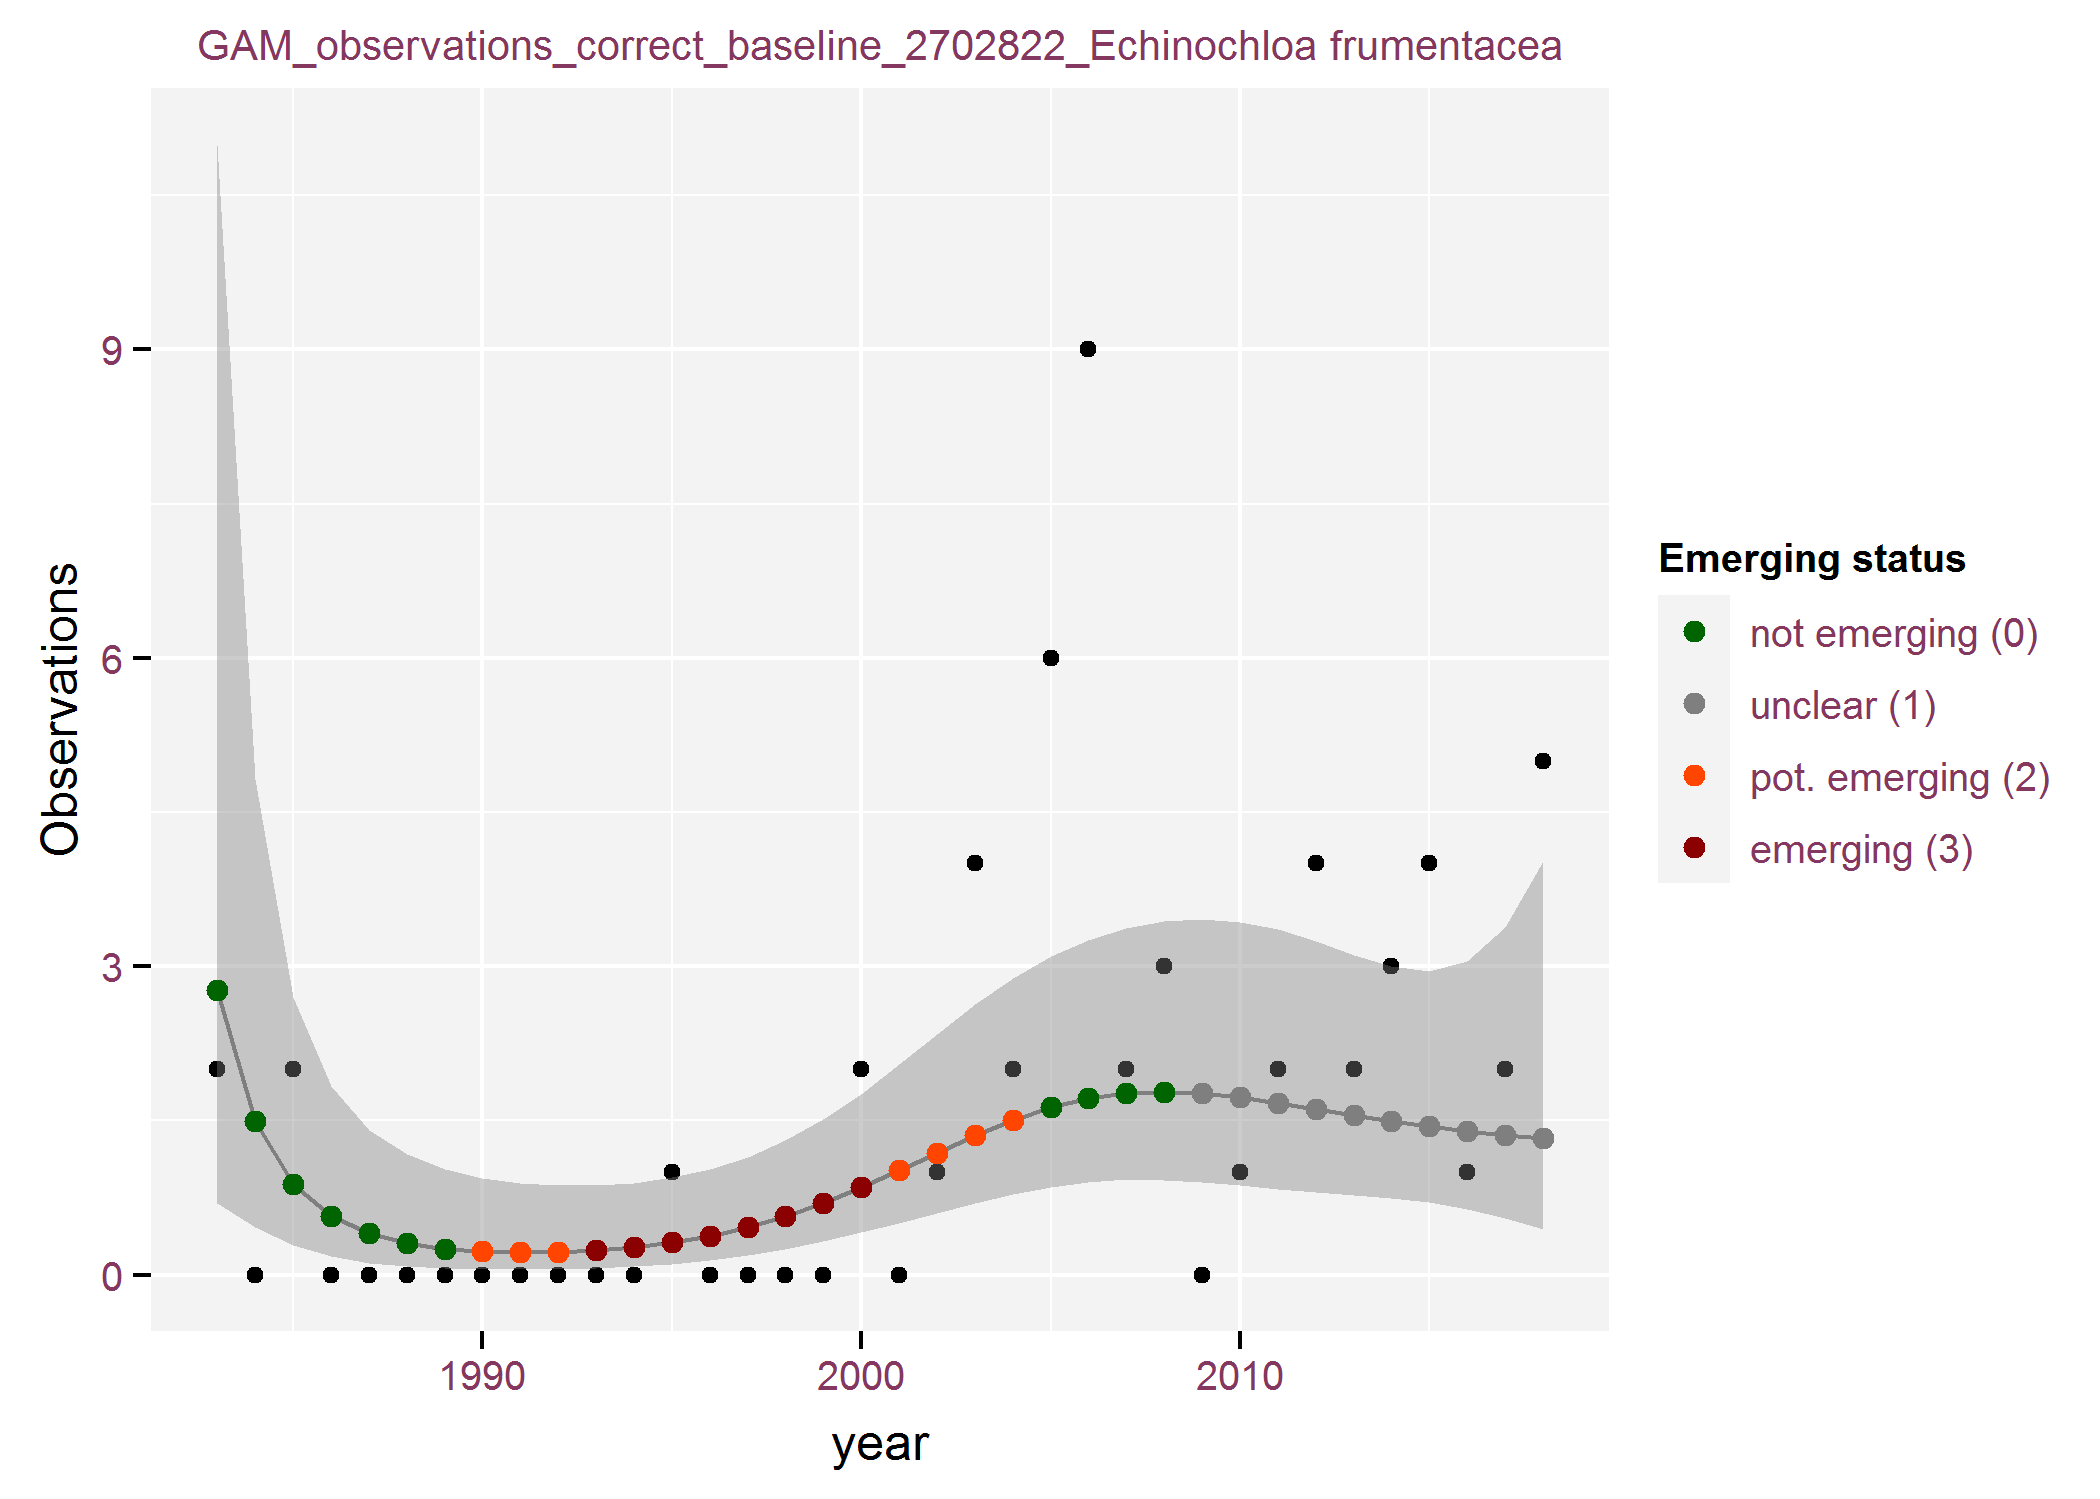 GAM_observations_correct_baseline_2702822_Echinochloa frumentacea
Observations
9
6
3
0
1990
2000
2010
year
Emerging status
not emerging (0)
unclear (1)
pot. emerging (2)
emerging (3)